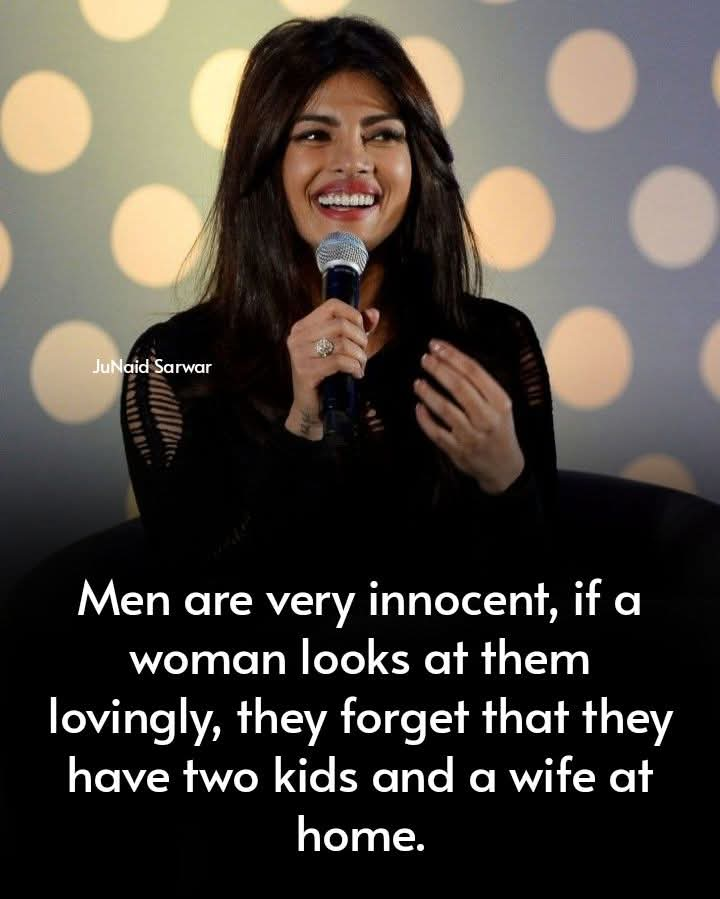 JuNaid Sarwar
Men are very innocent, if a
woman looks at them
lovingly, they forget that they
have two kids and a wife at
home.